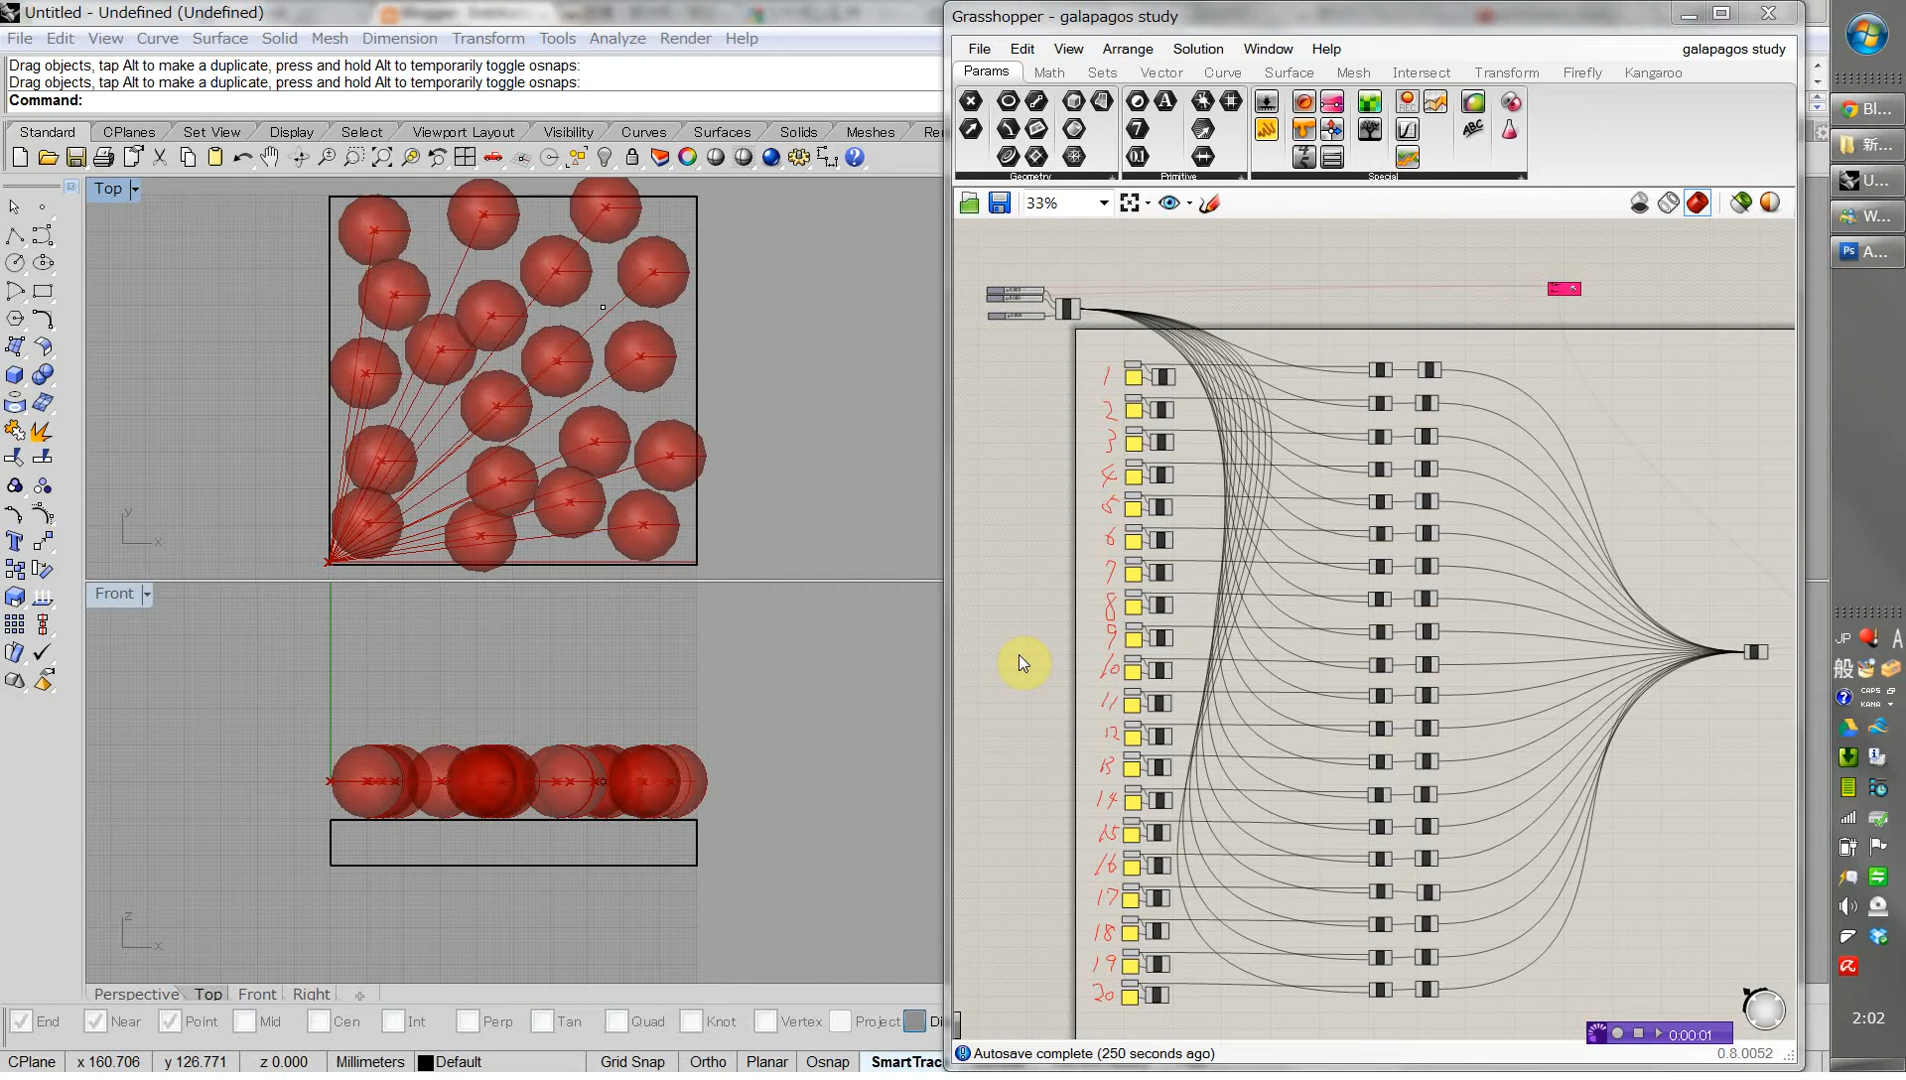 Untitled - Undefined (Undefined)
File Edit View Curve Surface Solid Mesh Dimension Transform Tools Analyze Render Help
Drag objects, tap Alt to make a duplicate, press and hold Alt to temporarily toggle osnaps:
Drag objects, tap Alt to make a duplicate, press and hold Alt to temporarily toggle osnaps:
Command:
Standard CPlanes Set View Display Select Viewport Layout Visibility Curves Surfaces Solids Meshes
Top
y
x
Front
z
x
Perspective Top Front Right
End Near Point Mid Cen Int Perp Tan Quad Knot Vertex Project
CPlane x 160.706 y 126.771 z 0.000 Millimeters Default Grid Snap Ortho Planar Osnap SmartTrac
Grasshopper - galapagos study
File Edit View Arrange Solution Window Help galapagos study
Params Math Sets Vector Curve Surface Mesh Intersect Transform Firefly Kangaroo
Geometry Primitive Special
33%
1
2
3
4
5
6
7
8
9
10
11
12
13
14
15
16
17
18
19
20
0:00:01
Autosave complete (250 seconds ago) 0.8.0052
Bl...
新...
U...
W...
Ps A...
JP A
般
CAPS
KANA
2:02